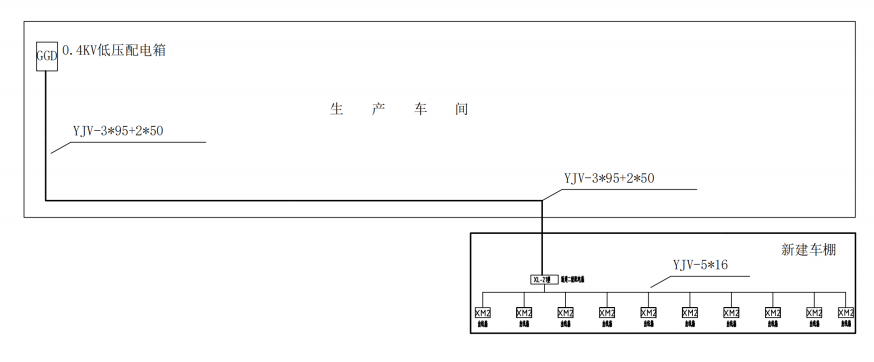 GGD 0.4KV低压配电箱
生 产 车 间
YJV-3*95+2*50
YJV-3*95+2*50
新建车棚
YJV-5*16
XL-21
XM2 XM2 XM2 XM2 XM2 XM2 XM2 XM2 XM2 XM2